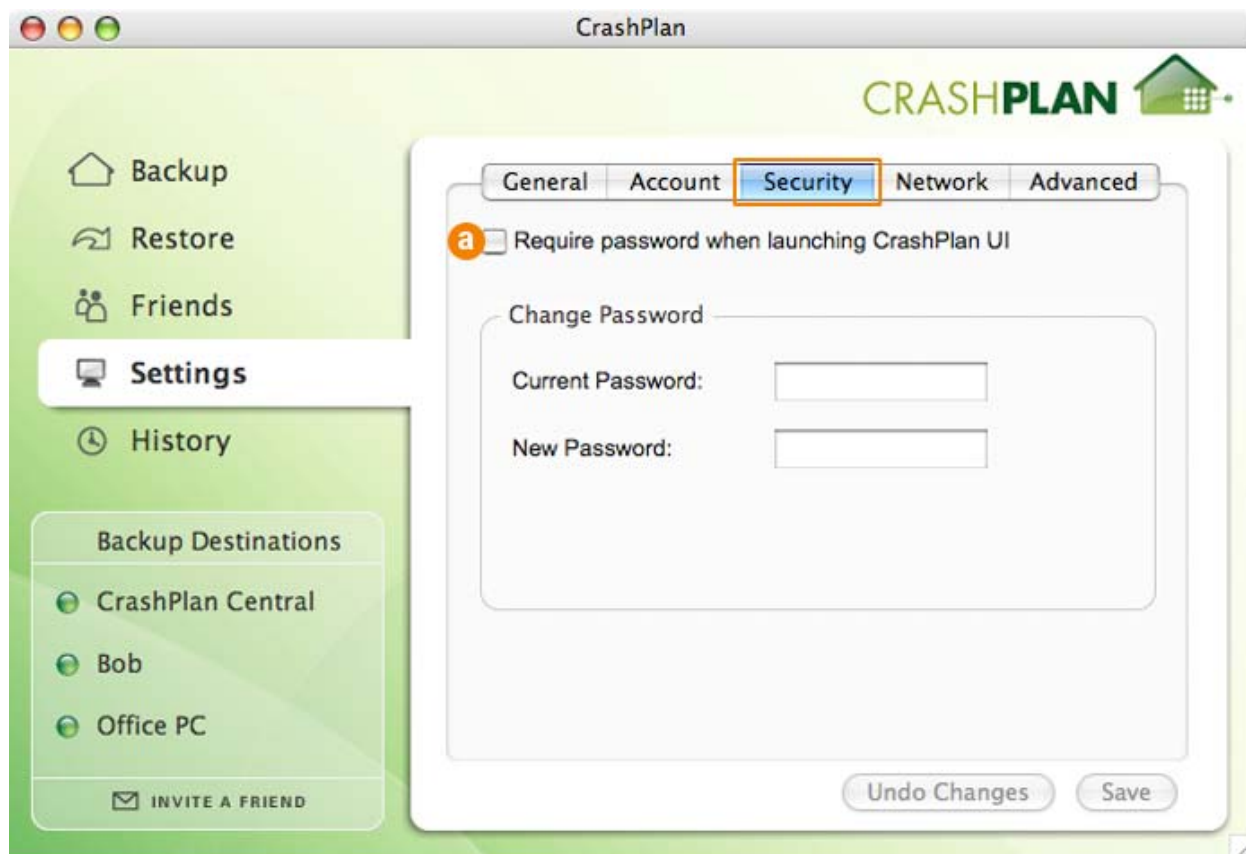 CrashPlan
CRASHPLAN
Backup
Restore
Friends
Settings
History
Backup Destinations
CrashPlan Central
Bob
Office PC
INVITE A FRIEND
General Account Security Network Advanced
a Require password when launching CrashPlan UI
Change Password
Current Password:
New Password:
Undo Changes Save